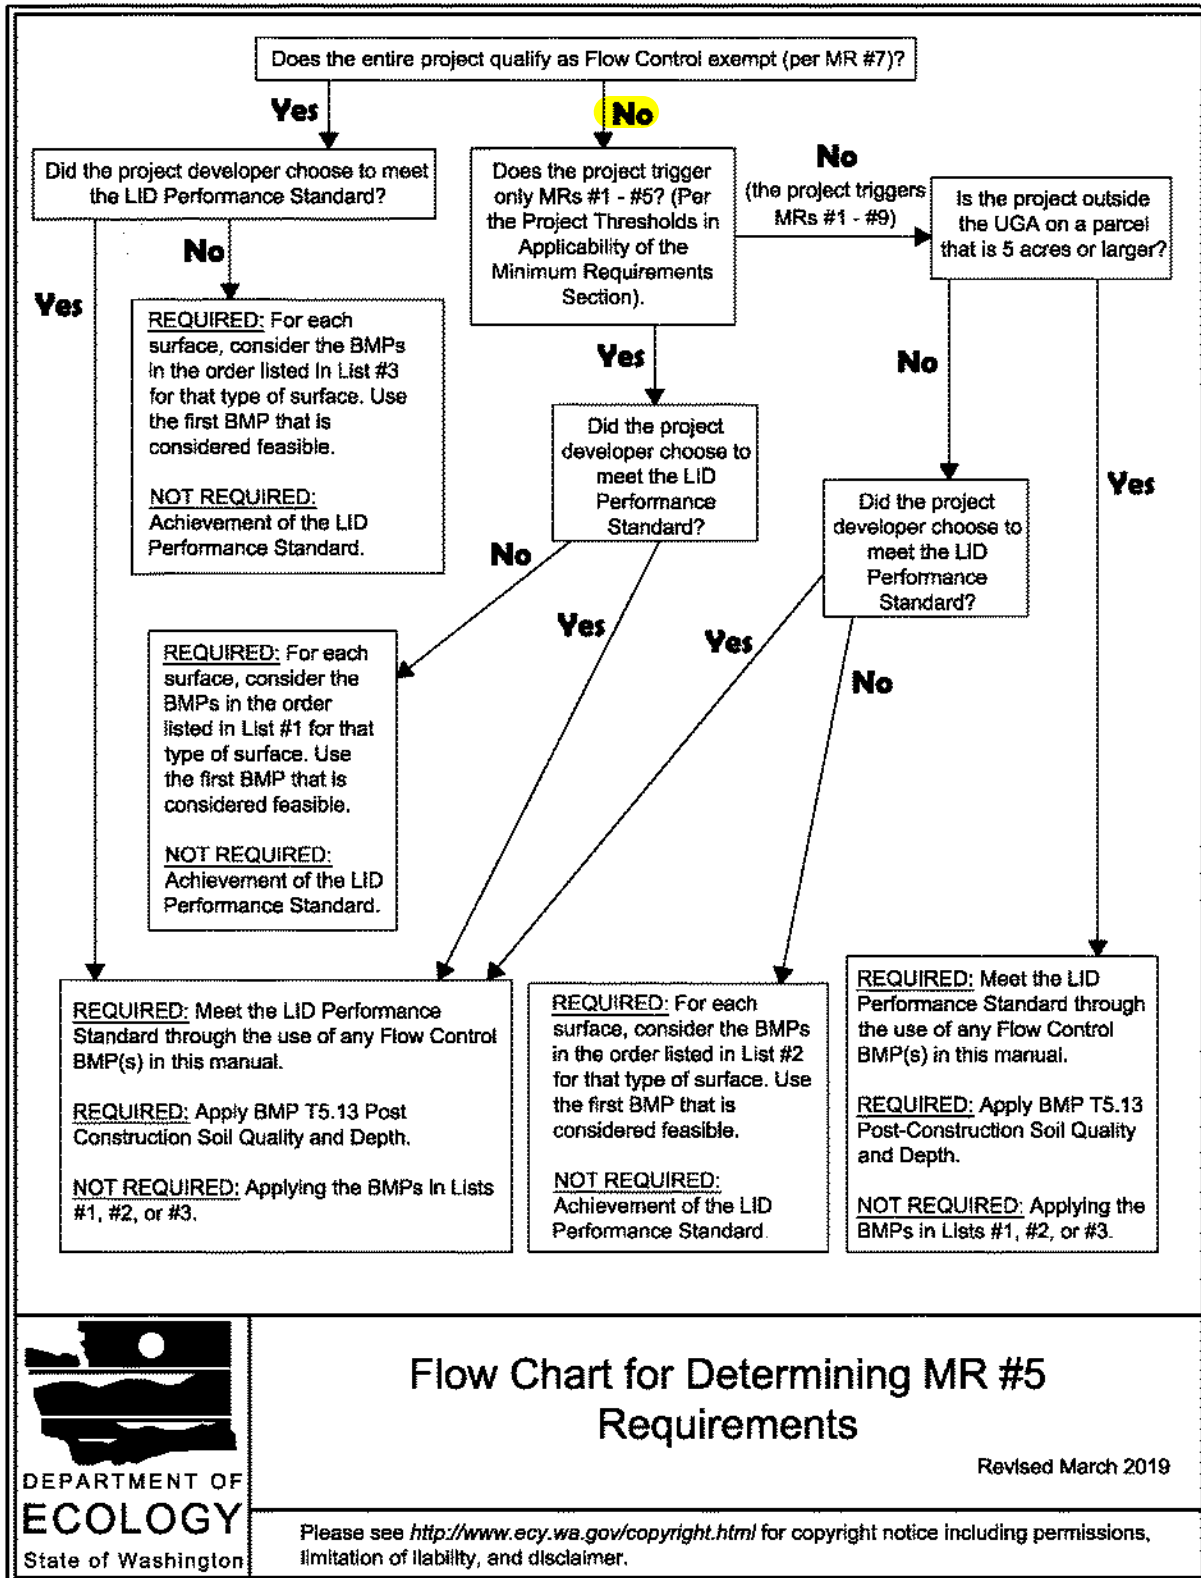 Does the entire project qualify as Flow Control exempt (per MR #7)?
Yes
No
Did the project developer choose to meet
the LID Performance Standard?
Does the project trigger
only MRs #1 - #5? (Per
the Project Thresholds in
Applicability of the
Minimum Requirements
Section).
No
(the project triggers
MRs #1 - #9)
Is the project outside
the UGA on a parcel
that is 5 acres or larger?
No
Yes
REQUIRED: For each
surface, consider the BMPs
in the order listed in List #3
for that type of surface. Use
the first BMP that is
considered feasible.
NOT REQUIRED:
Achievement of the LID
Performance Standard.
Yes
No
Yes
Did the project
developer choose to
meet the LID
Performance
Standard?
Did the project
developer choose to
meet the LID
Performance
Standard?
No
Yes
Yes
No
REQUIRED: For each
surface, consider the
BMPs in the order
listed in List #1 for that
type of surface. Use
the first BMP that is
considered feasible.
NOT REQUIRED:
Achievement of the LID
Performance Standard.
REQUIRED: Meet the LID Performance
Standard through the use of any Flow Control
BMP(s) in this manual.
REQUIRED: Apply BMP T5.13 Post
Construction Soil Quality and Depth.
NOT REQUIRED: Applying the BMPs in Lists
#1, #2, or #3.
REQUIRED: For each
surface, consider the BMPs
in the order listed in List #2
for that type of surface. Use
the first BMP that is
considered feasible.
NOT REQUIRED:
Achievement of the LID
Performance Standard.
REQUIRED: Meet the LID
Performance Standard through
the use of any Flow Control
BMP(s) in this manual.
REQUIRED: Apply BMP T5.13
Post-Construction Soil Quality
and Depth.
NOT REQUIRED: Applying the
BMPs in Lists #1, #2, or #3.
DEPARTMENT OF
ECOLOGY
State of Washington
Flow Chart for Determining MR #5
Requirements
Revised March 2019
Please see http://www.ecy.wa.gov/copyright.html for copyright notice including permissions,
limitation of liability, and disclaimer.